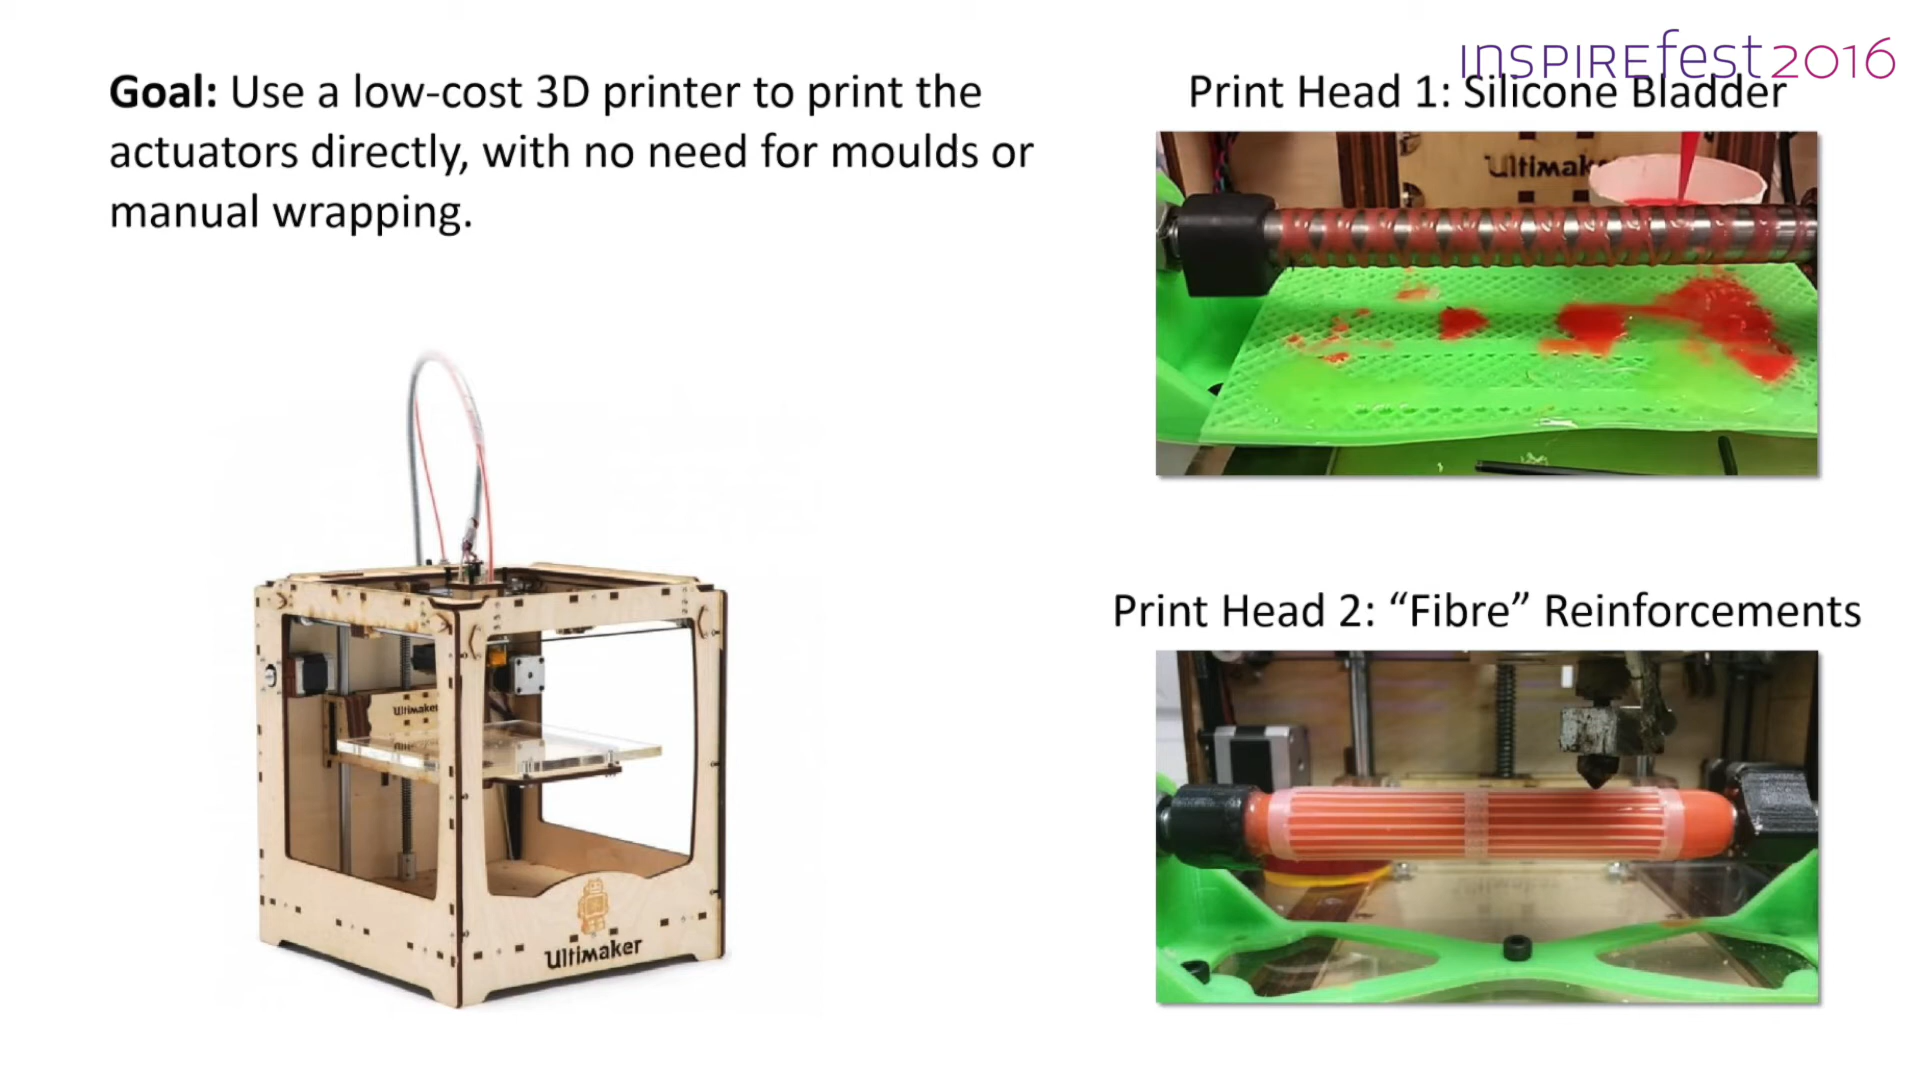 Goal: Use a low-cost 3D printer to print the
actuators directly, with no need for moulds or
manual wrapping.
INSPIREfest2016
Print Head 1: Silicone Bladder
Ultimak
Print Head 2: “Fibre” Reinforcements
Ultimaker
Ultimaker